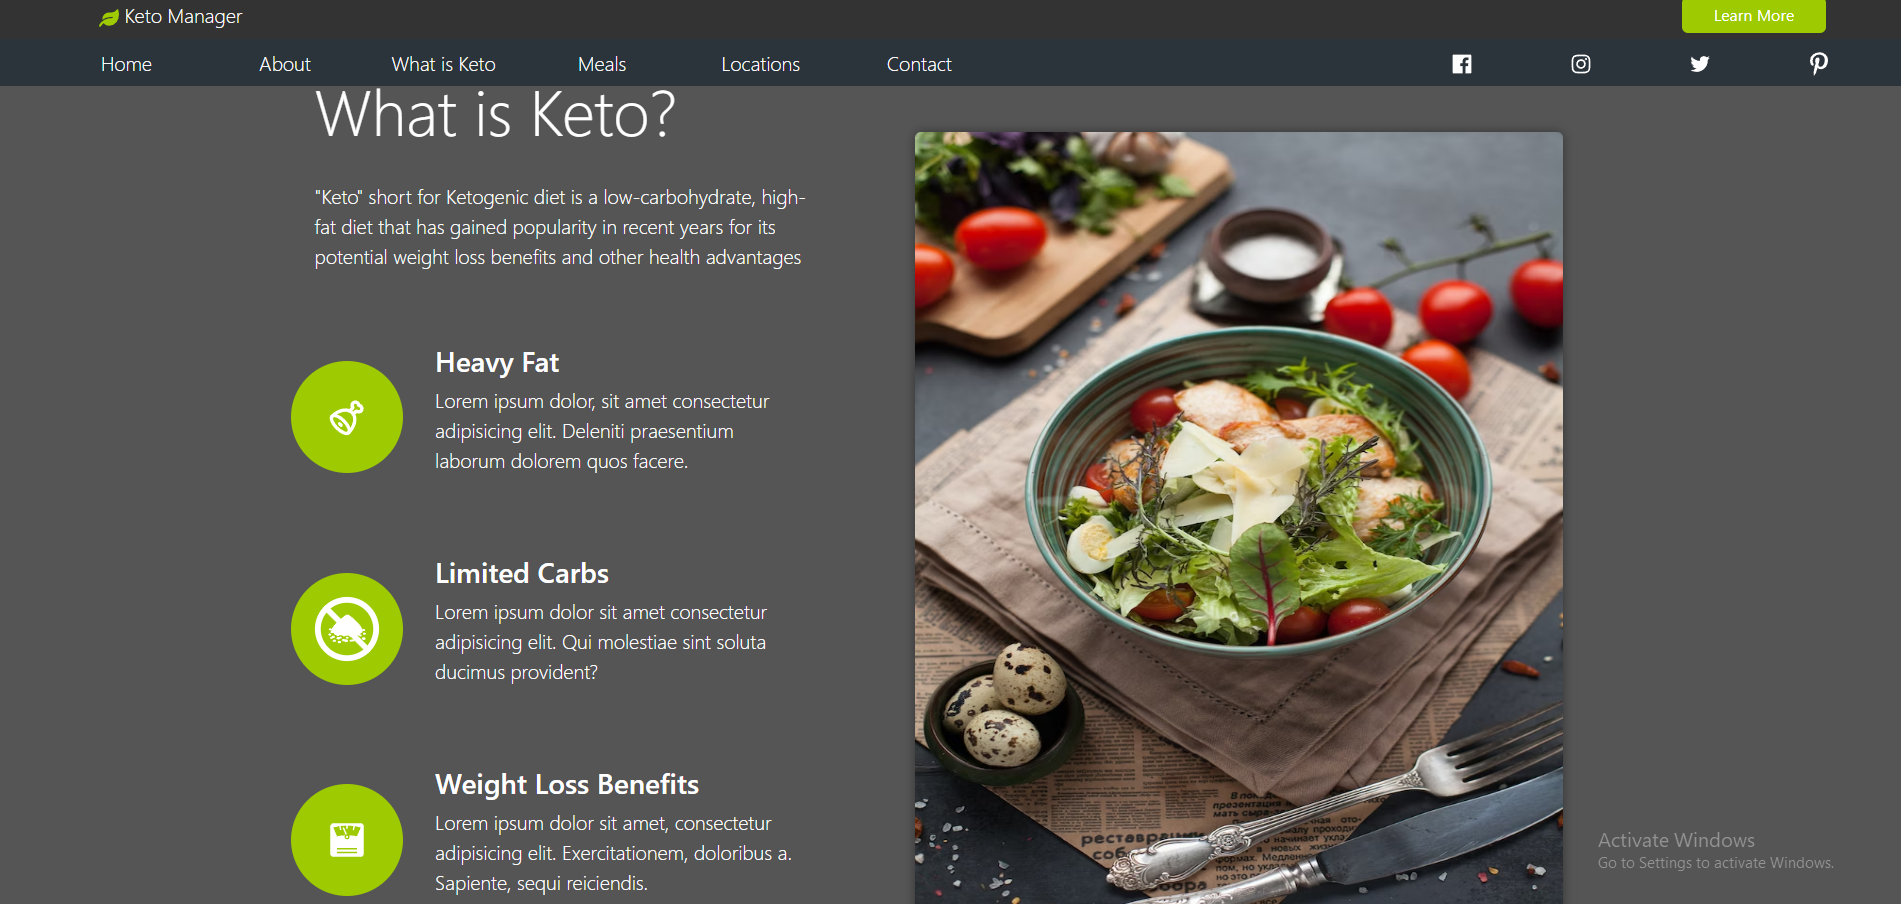 Keto Manager
Learn More
Home
About
What is Keto
Meals
Locations
Contact
What is Keto?
"Keto" short for Ketogenic diet is a low-carbohydrate, high-
fat diet that has gained popularity in recent years for its
potential weight loss benefits and other health advantages
Heavy Fat
Lorem ipsum dolor, sit amet consectetur
adipisicing elit. Deleniti praesentium
laborum dolorem quos facere.
Limited Carbs
Lorem ipsum dolor sit amet consectetur
adipisicing elit. Qui molestiae sint soluta
ducimus provident?
Weight Loss Benefits
Lorem ipsum dolor sit amet, consectetur
adipisicing elit. Exercitationem, doloribus a.
Sapiente, sequi reiciendis.
презентация
мать сыра-
реставрации
Activate Windows
Go to Settings to activate Windows.